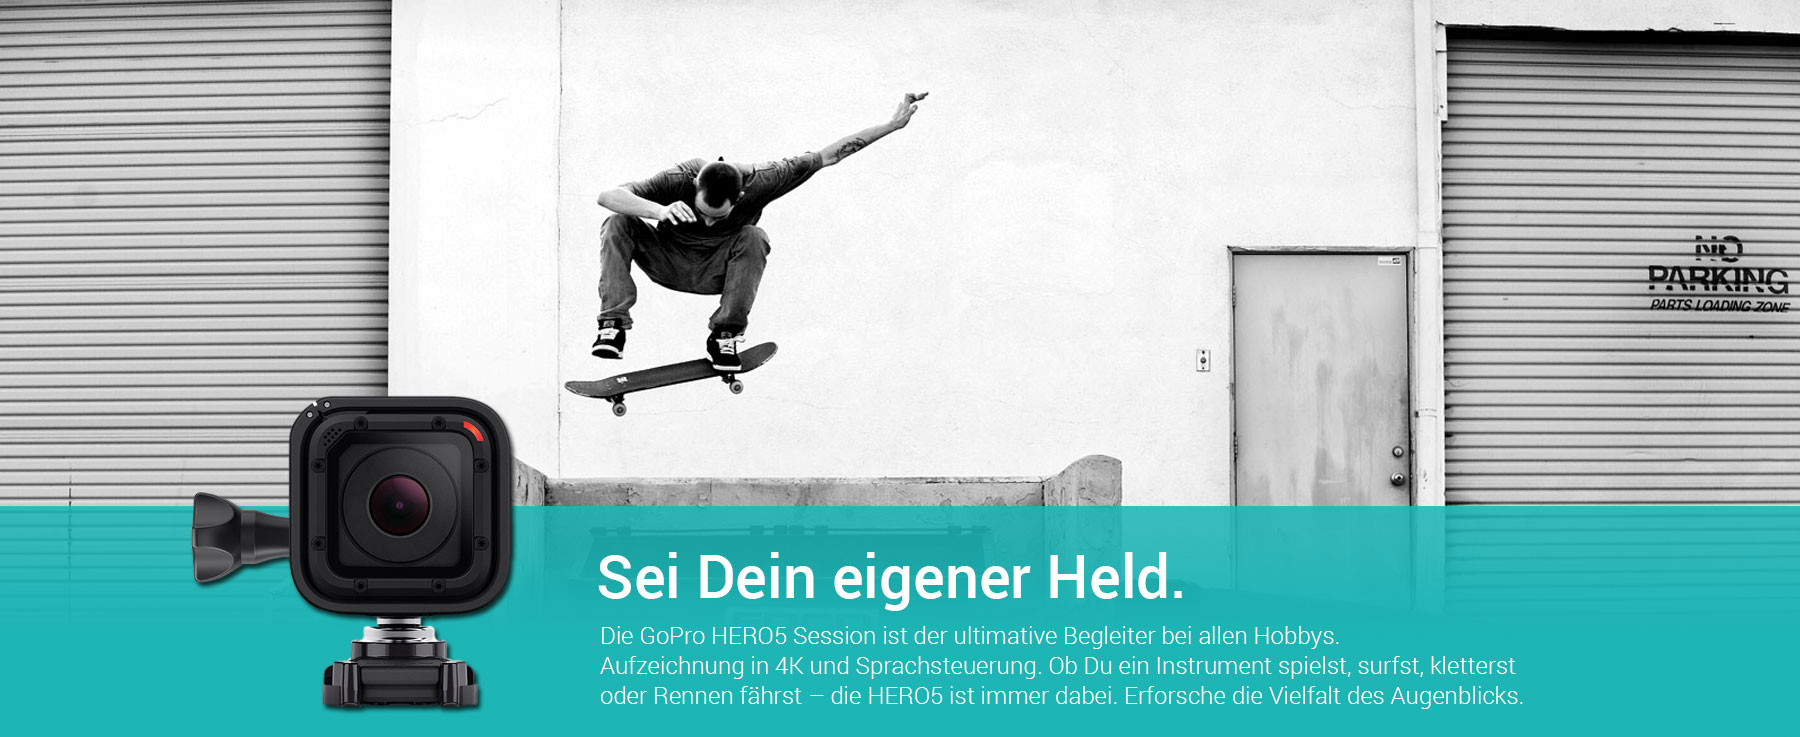 NO
PARKING
PARTS LOADING ZONE
Sei Dein eigener Held.
Die GoPro HERO5 Session ist der ultimative Begleiter bei allen Hobbys.
Aufzeichnung in 4K und Sprachsteuerung. Ob Du ein Instrument spielst, surfst, kletterst
oder Rennen fährst – die HERO5 ist immer dabei. Erforsche die Vielfalt des Augenblicks.